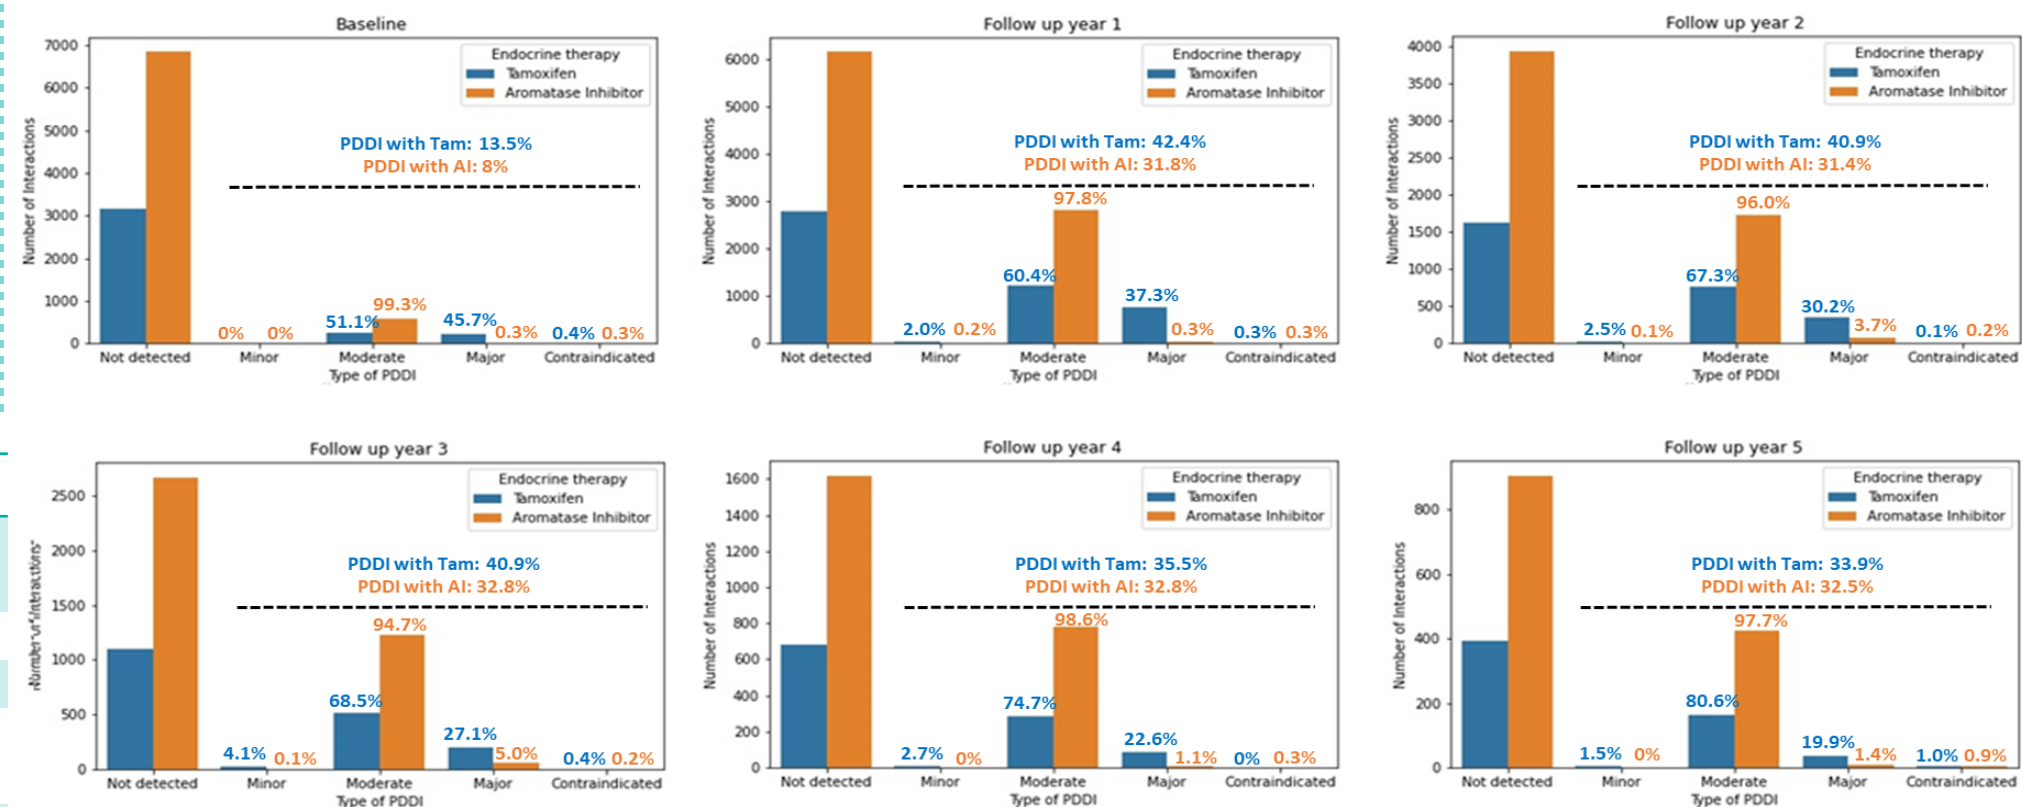 Baseline
7000
6000
5000
4000
3000
2000
1000
0
Number of Interactions
Endocrine therapy
Tamoxifen
Aromatase Inhibitor
PDDI with Tam: 13.5%
PDDI with AI: 8%
0% 0% 51.1% 99.3% 45.7% 0.3% 0.4% 0.3%
Not detected Minor Moderate Major Contraindicated
Type of PDDI
Follow up year 1
6000
5000
4000
3000
2000
1000
0
Number of Interactions
Endocrine therapy
Tamoxifen
Aromatase Inhibitor
PDDI with Tam: 42.4%
PDDI with AI: 31.8%
2.0% 0.2% 60.4% 97.8% 37.3% 0.3% 0.3% 0.3%
Not detected Minor Moderate Major Contraindicated
Type of PDDI
Follow up year 2
4000
3500
3000
2500
2000
1500
1000
500
0
Number of Interactions
Endocrine therapy
Tamoxifen
Aromatase Inhibitor
PDDI with Tam: 40.9%
PDDI with AI: 31.4%
2.5% 0.1% 67.3% 96.0% 30.2% 3.7% 0.1% 0.2%
Not detected Minor Moderate Major Contraindicated
Type of PDDI
Follow up year 3
2500
2000
1500
1000
500
0
Number of Interactions
Endocrine therapy
Tamoxifen
Aromatase Inhibitor
PDDI with Tam: 40.9%
PDDI with AI: 32.8%
4.1% 0.1% 68.5% 94.7% 27.1% 5.0% 0.4% 0.2%
Not detected Minor Moderate Major Contraindicated
Type of PDDI
Follow up year 4
1600
1400
1200
1000
800
600
400
200
0
Number of Interactions
Endocrine therapy
Tamoxifen
Aromatase Inhibitor
PDDI with Tam: 35.5%
PDDI with AI: 32.8%
2.7% 0% 74.7% 98.6% 22.6% 1.1% 0% 0.3%
Not detected Minor Moderate Major Contraindicated
Type of PDDI
Follow up year 5
800
600
400
200
0
Number of Interactions
Endocrine therapy
Tamoxifen
Aromatase Inhibitor
PDDI with Tam: 33.9%
PDDI with AI: 32.5%
1.5% 0% 80.6% 97.7% 19.9% 1.4% 1.0% 0.9%
Not detected Minor Moderate Major Contraindicated
Type of PDDI